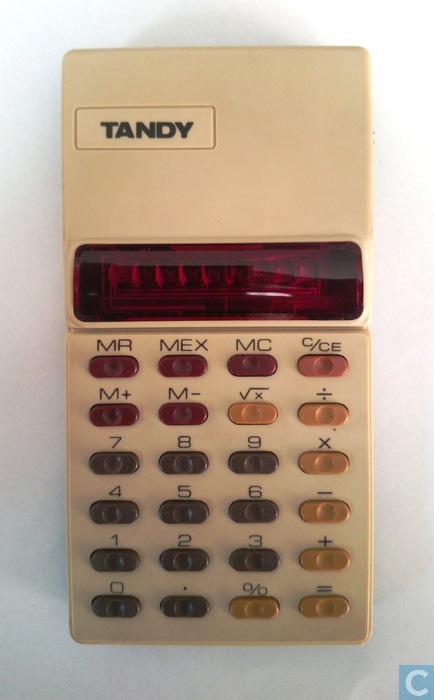 TANDY
MR MEX MC C/CE
M+ M- √x ÷
7 8 9 x
4 5 6 -
1 2 3 +
0 . % =
C